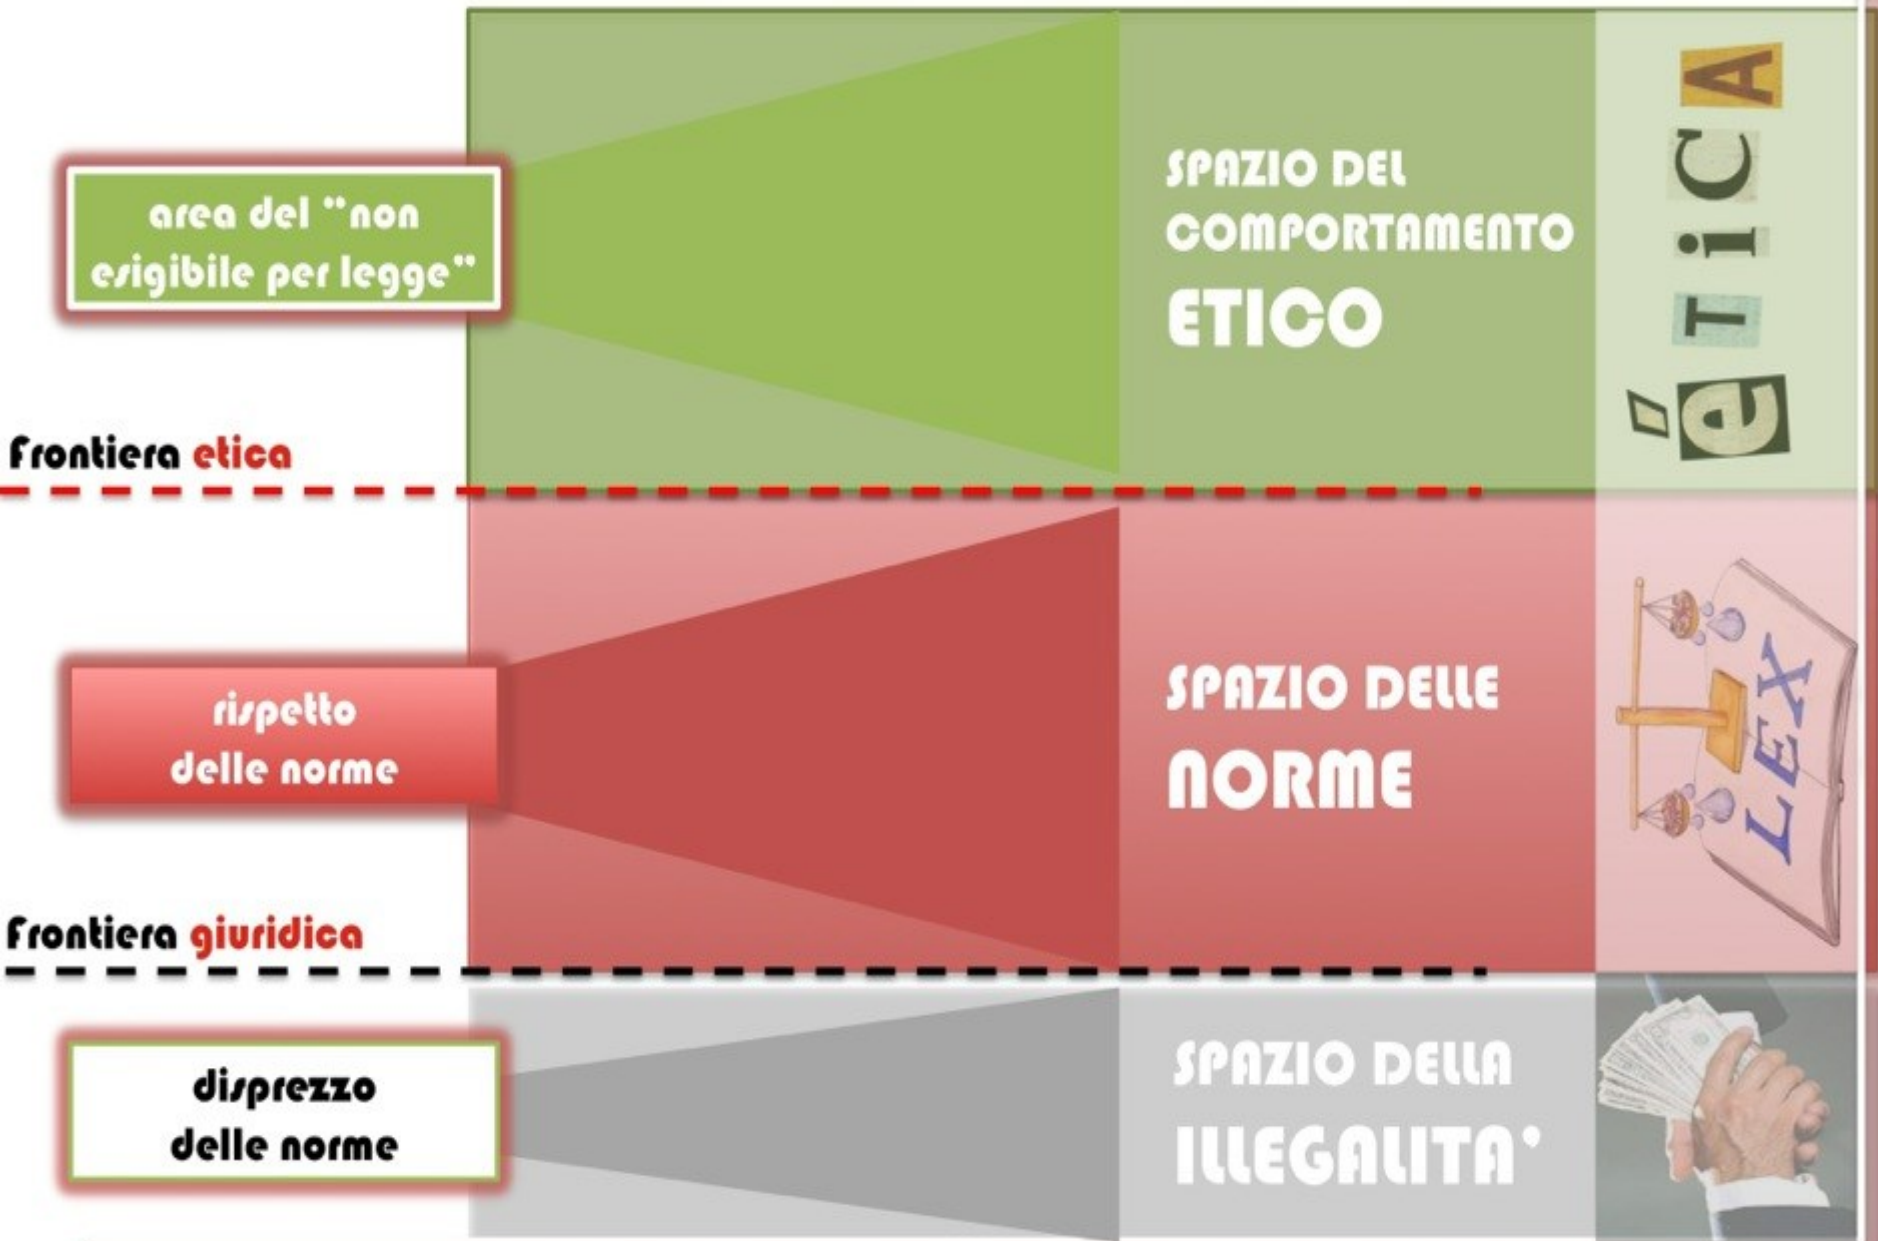 area del "non
esigibile per legge"
SPAZIO DEL
COMPORTAMENTO
ETICO
éTiCA
Frontiera etica
rispetto
delle norme
SPAZIO DELLE
NORME
LEX
Frontiera giuridica
disprezzo
delle norme
SPAZIO DELLA
ILLEGALITA'